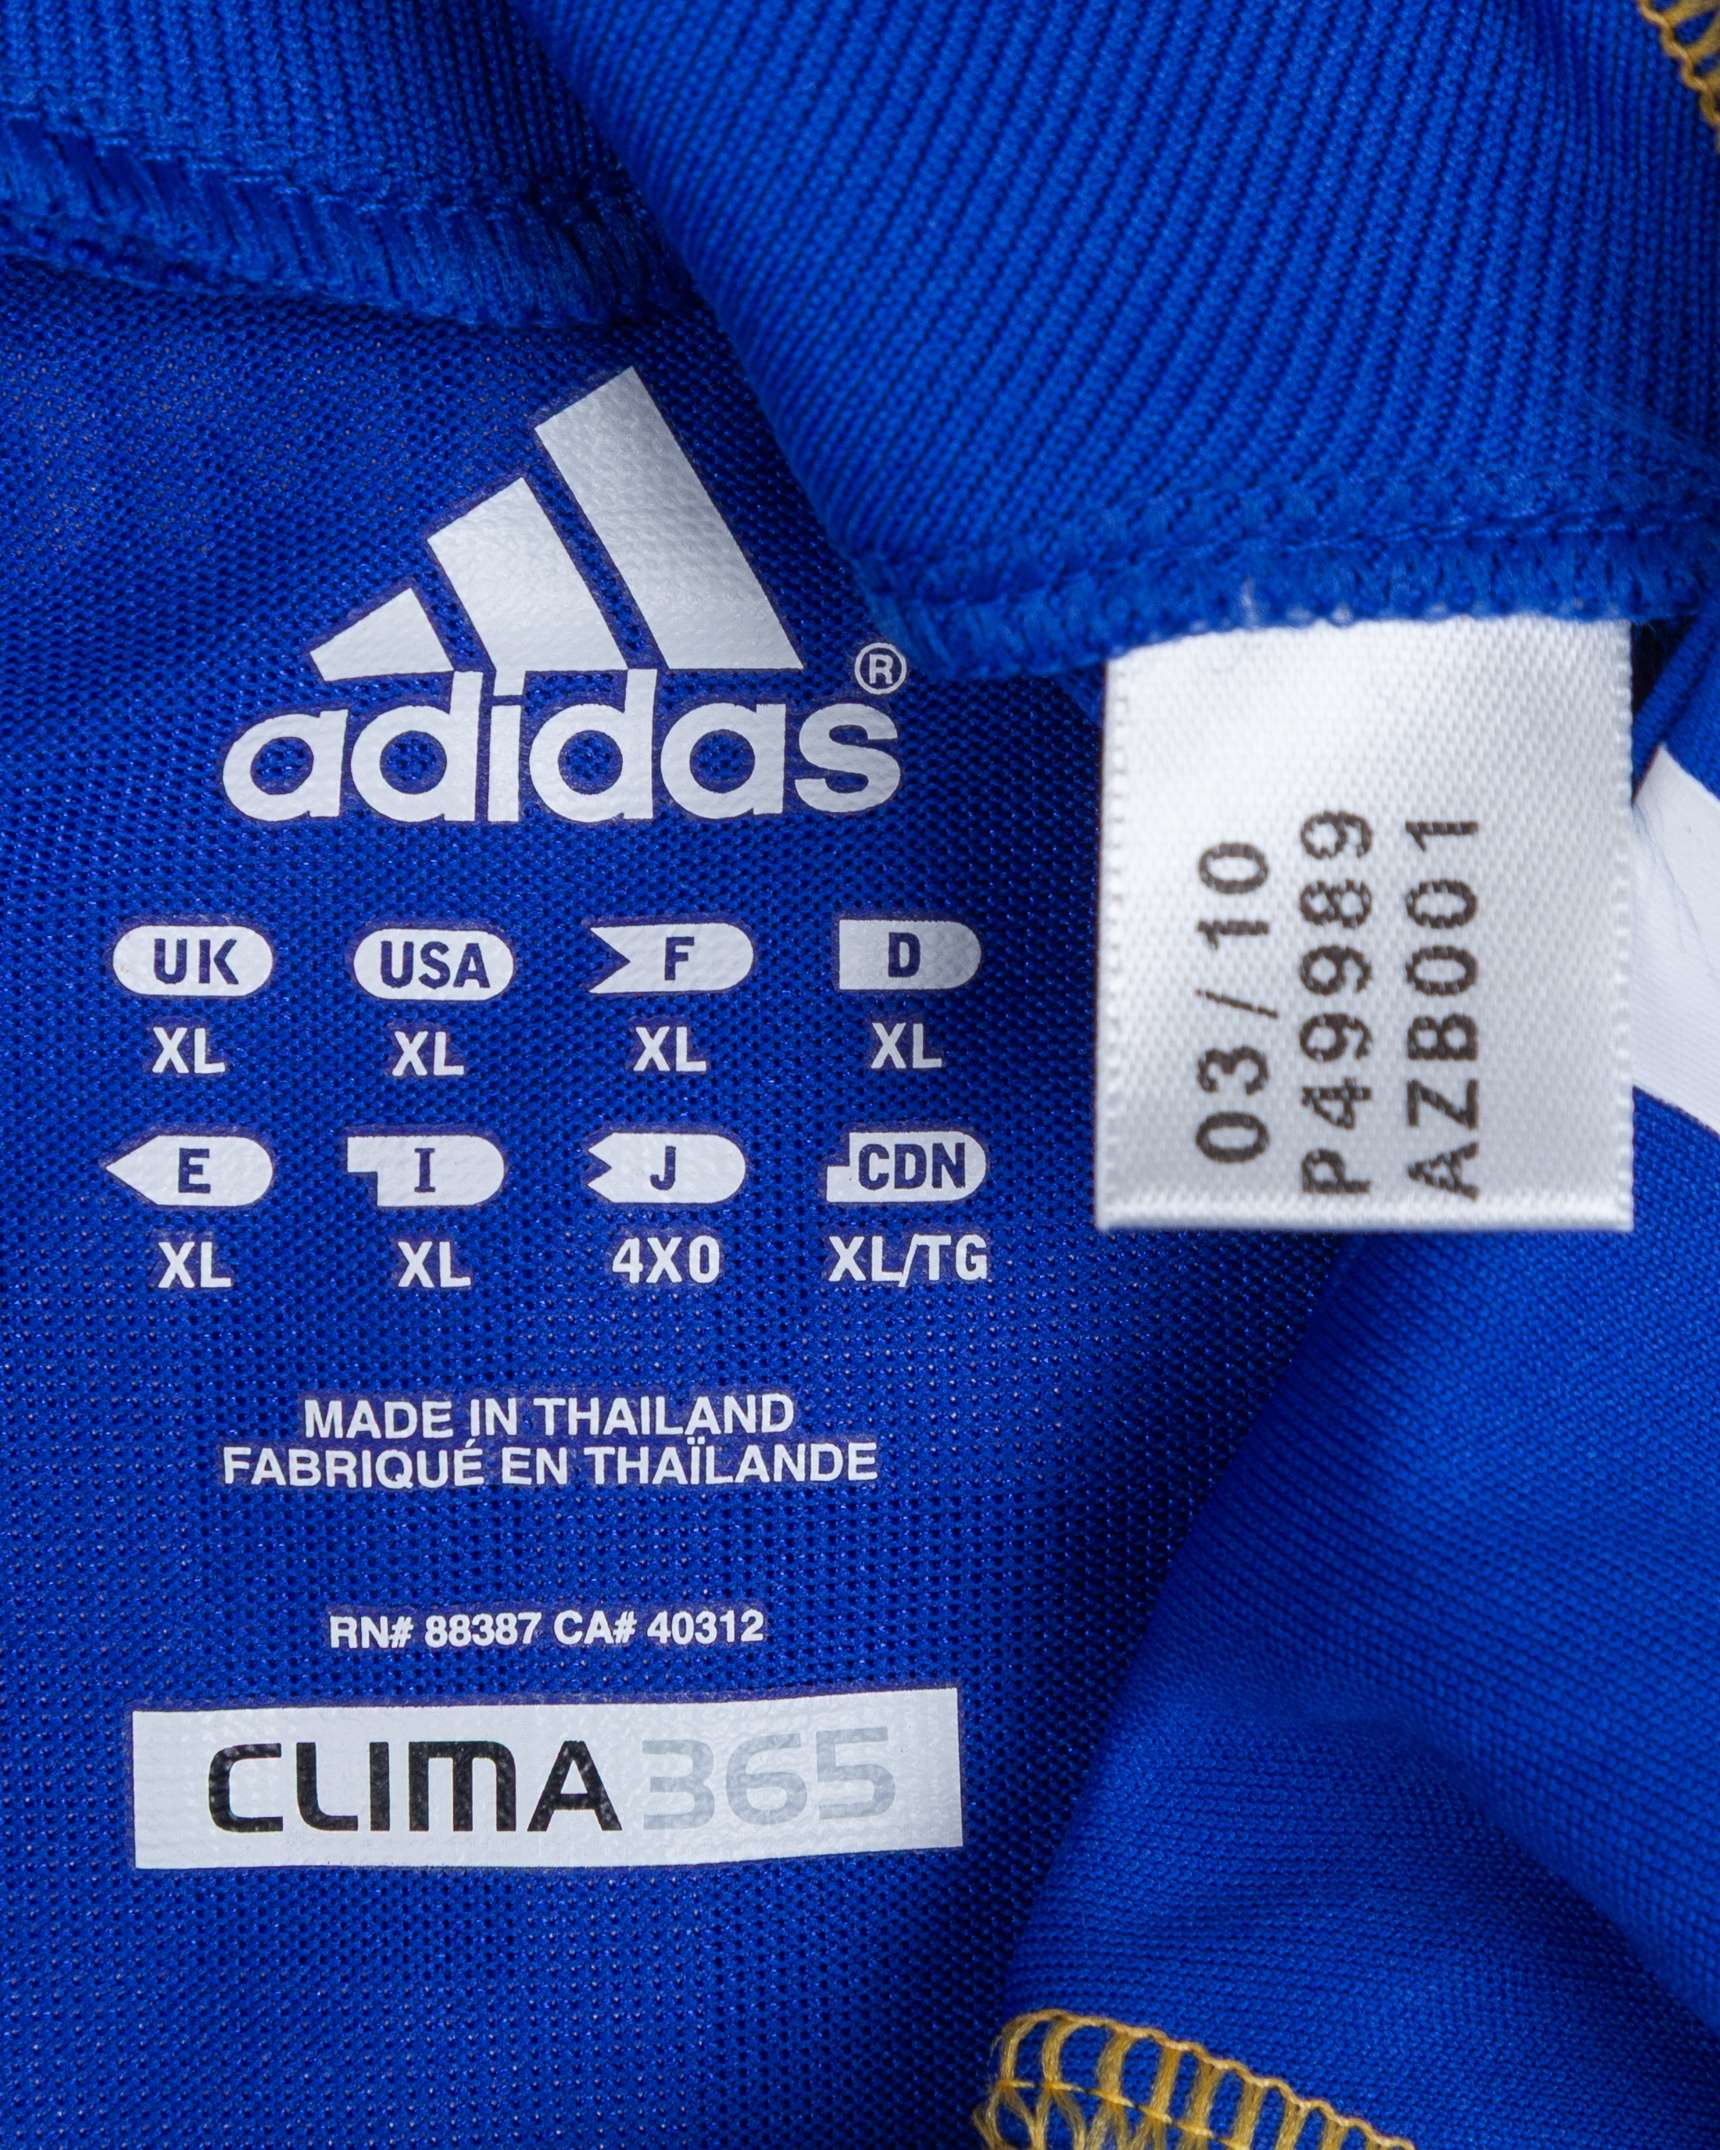 adidas®
UK USA F D
XL XL XL XL
E I J CDN
XL XL 4XO XL/TG
MADE IN THAILAND
FABRIQUÉ EN THAÏLANDE
RN# 88387 CA# 40312
CLIMA365
03/10
P49989
AZB001